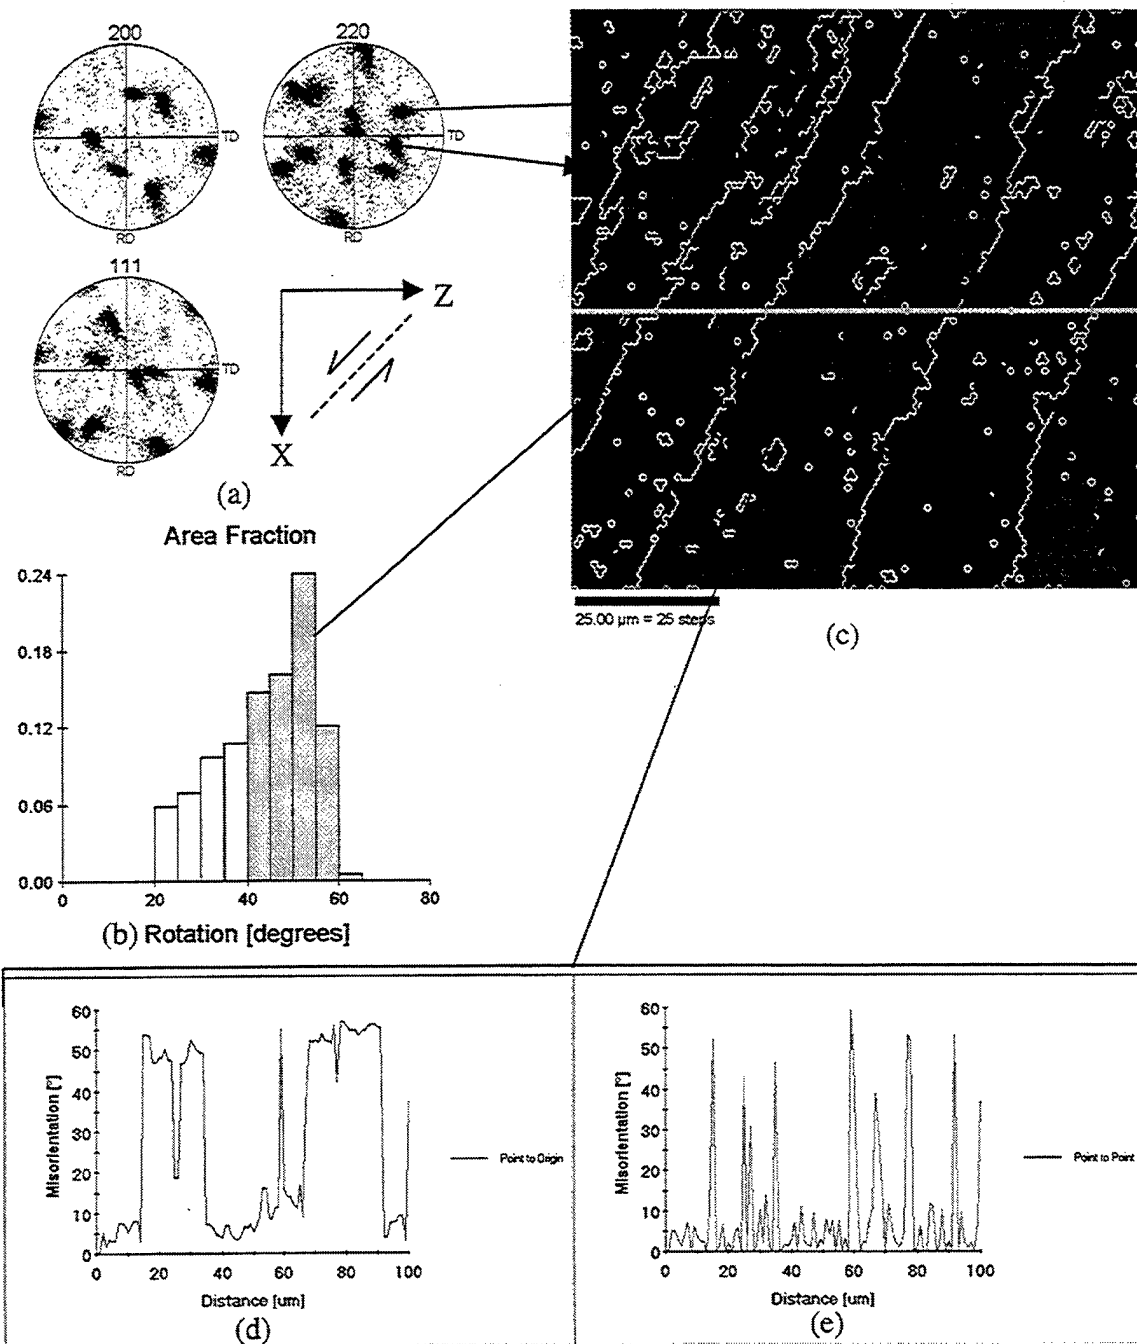 200
220
TD
RD
TD
RD
111
TD
RD
Z
X
(a)
Area Fraction
0.24
0.18
0.12
0.06
0.00
0 20 40 60 80
(b) Rotation [degrees]
25.00 µm = 25 steps
(c)
60
50
40
30
20
10
0
Misorientation [°]
0 20 40 60 80 100
Distance [um]
Point to Origin
(d)
60
50
40
30
20
10
0
Misorientation [°]
0 20 40 60 80 100
Distance [um]
Point to Point
(e)